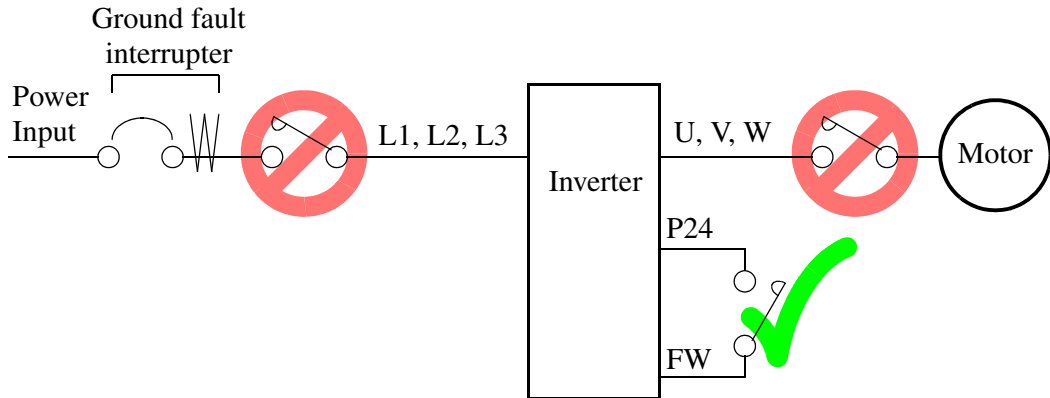 Ground fault
interrupter
Power
Input
L1, L2, L3
U, V, W
Inverter
Motor
P24
FW